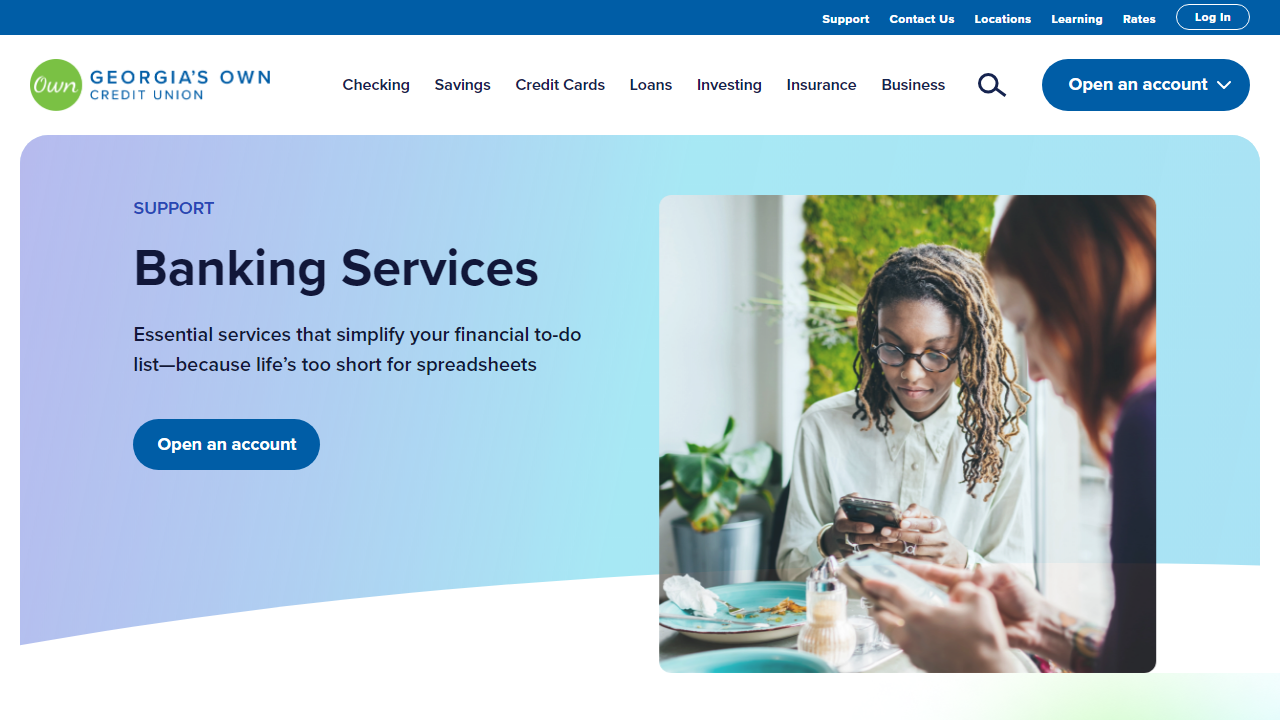 Support Contact Us Locations Learning Rates Log In
Own GEORGIA'S OWN
CREDIT UNION
Checking Savings Credit Cards Loans Investing Insurance Business Open an account
SUPPORT
Banking Services
Essential services that simplify your financial to-do
list—because life’s too short for spreadsheets
Open an account